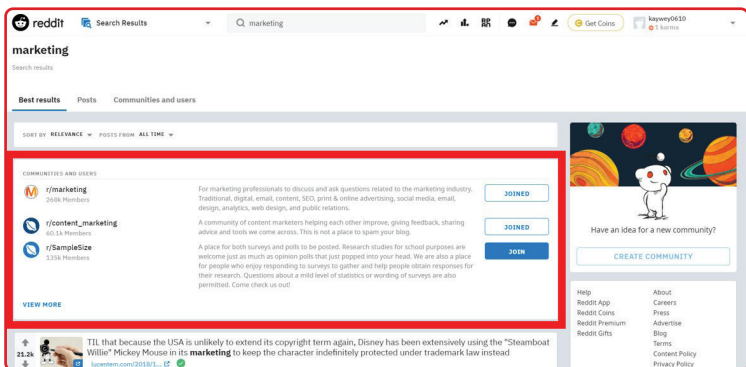 reddit Search Results marketing Get Coins kaywey0610
1 karma
marketing
Search results
Best results Posts Communities and users
SORT BY RELEVANCE POSTS FROM ALL TIME
COMMUNITIES AND USERS
r/marketing
268k Members
For marketing professionals to discuss and ask questions related to the marketing industry.
Traditional, digital, email, content, SEO, print & online advertising, social media, email,
design, analytics, web design, and public relations.
JOINED
r/content_marketing
60.1k Members
A community of content marketers helping each other improve, giving feedback, sharing
advice and tools we come across. This is not a place to spam your blog.
JOINED
r/SampleSize
135k Members
A place for both surveys and polls to be posted. Research studies for school purposes are
welcome just as much as opinion polls that just popped into your head. We are also a place
for people who enjoy responding to surveys to gather and help people obtain responses for
their research. Questions about a mild level of statistics or wording of surveys are also
permitted. Come check us out!
JOIN
VIEW MORE
Have an idea for a new community?
CREATE COMMUNITY
Help About
Reddit App Careers
Reddit Coins Press
Reddit Premium Advertise
Reddit Gifts Blog
Terms
Content Policy
Privacy Policy
21.2k
TIL that because the USA is unlikely to extend its copyright term again, Disney has been extensively using the "Steamboat
Willie" Mickey Mouse in its marketing to keep the character indefinitely protected under trademark law instead
lucentem.com/2018/1...